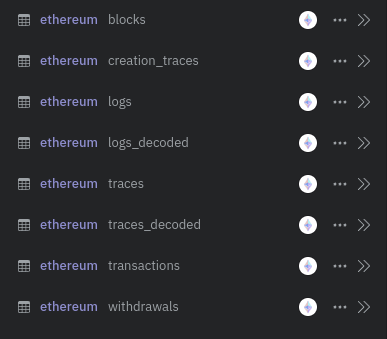 ethereum blocks
ethereum creation_traces
ethereum logs
ethereum logs_decoded
ethereum traces
ethereum traces_decoded
ethereum transactions
ethereum withdrawals